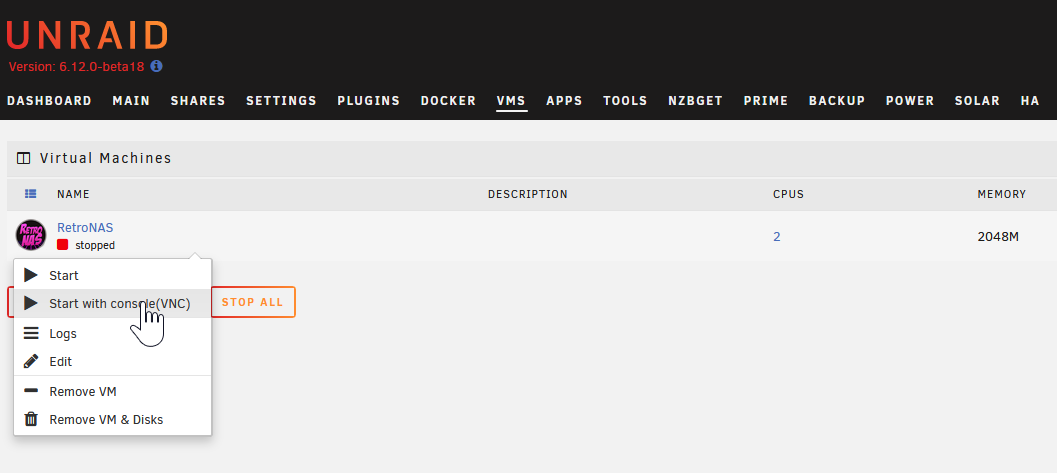 UNRAID
Version: 6.12.0-beta18
DASHBOARD MAIN SHARES SETTINGS PLUGINS DOCKER VMS APPS TOOLS NZBGET PRIME BACKUP POWER SOLAR HA
Virtual Machines
NAME DESCRIPTION CPUS MEMORY
RETRO NAS
RetroNAS
stopped
2 2048M
Start
Start with console(VNC)
STOP ALL
Logs
Edit
Remove VM
Remove VM & Disks